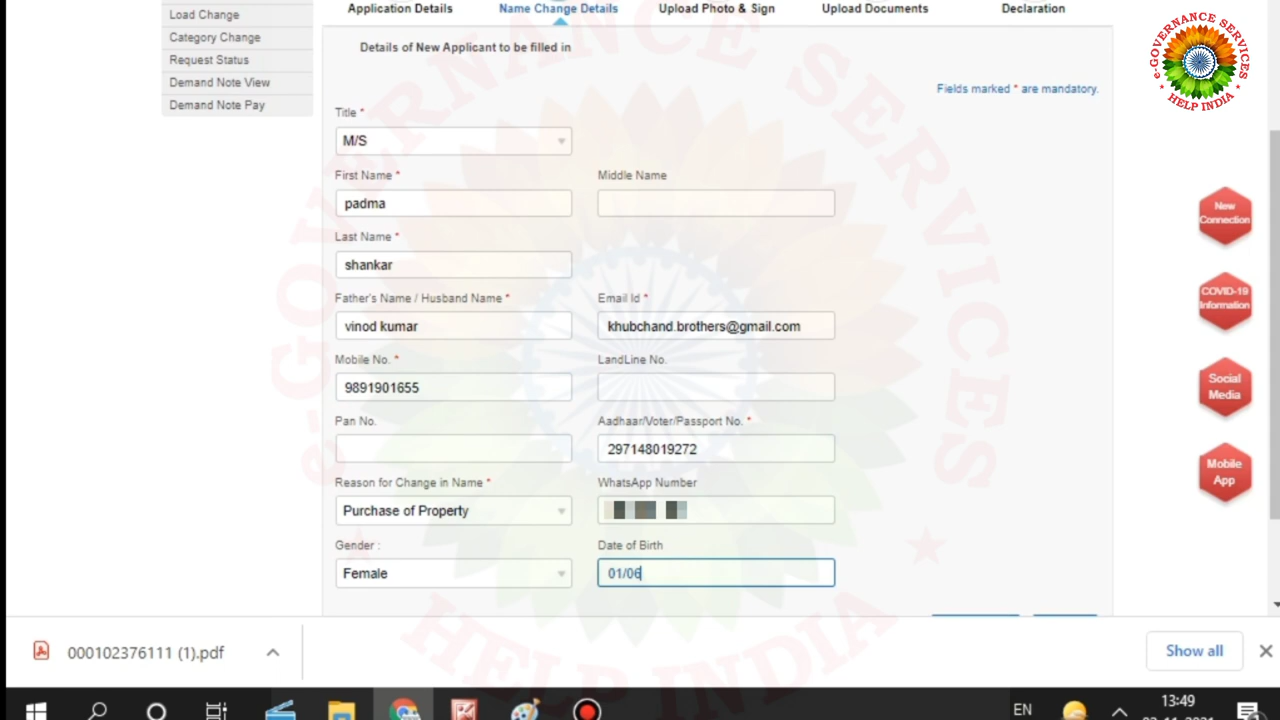 Load Change
Category Change
Request Status
Demand Note View
Demand Note Pay
Application Details
Name Change Details
Upload Photo & Sign
Upload Documents
Declaration
Details of New Applicant to be filled in
Fields marked * are mandatory.
Title *
M/S
First Name *
Middle Name
padma
Last Name *
shankar
Father's Name / Husband Name *
Email Id *
vinod kumar
khubchand.brothers@gmail.com
Mobile No. *
LandLine No.
9891901655
Pan No.
Aadhaar/Voter/Passport No. *
297148019272
Reason for Change in Name *
WhatsApp Number
Purchase of Property
Gender :
Date of Birth
Female
01/06
New
Connection
COVID-19
Information
Social
Media
Mobile
App
e-GOVERNANCE SERVICES
HELP INDIA
e-GOVERNANCE SERVICES
HELP INDIA
000102376111 (1).pdf
Show all
EN
13:49